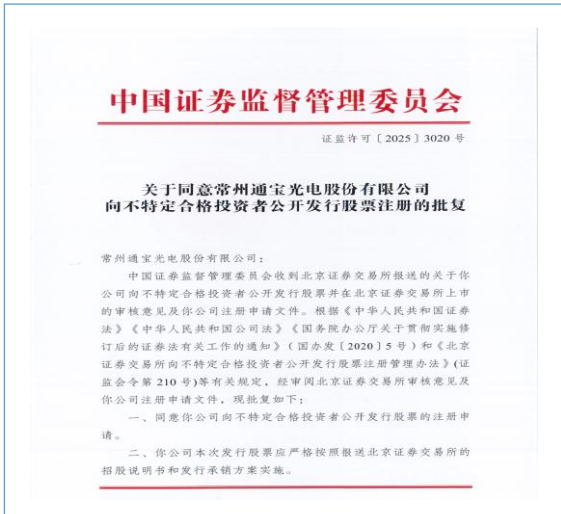 中国证券监督管理委员会
证监许可〔2025〕3020 号
关于同意常州通宝光电股份有限公司
向不特定合格投资者公开发行股票注册的批复
常州通宝光电股份有限公司：
中国证券监督管理委员会收到北京证券交易所报送的关于你
公司向不特定合格投资者公开发行股票并在北京证券交易所上市
的审核意见及你公司注册申请文件。根据《中华人民共和国证券
法》《中华人民共和国公司法》《国务院办公厅关于贯彻实施修
订后的证券法有关工作的通知》（国办发〔2020〕5 号）和《北京
证券交易所向不特定合格投资者公开发行股票注册管理办法》(证
监会令第 210 号)等有关规定，经审阅北京证券交易所审核意见及
你公司注册申请文件，现批复如下：
一、同意你公司向不特定合格投资者公开发行股票的注册申
请。
二、你公司本次发行股票应严格按照报送北京证券交易所的
招股说明书和发行承销方案实施。